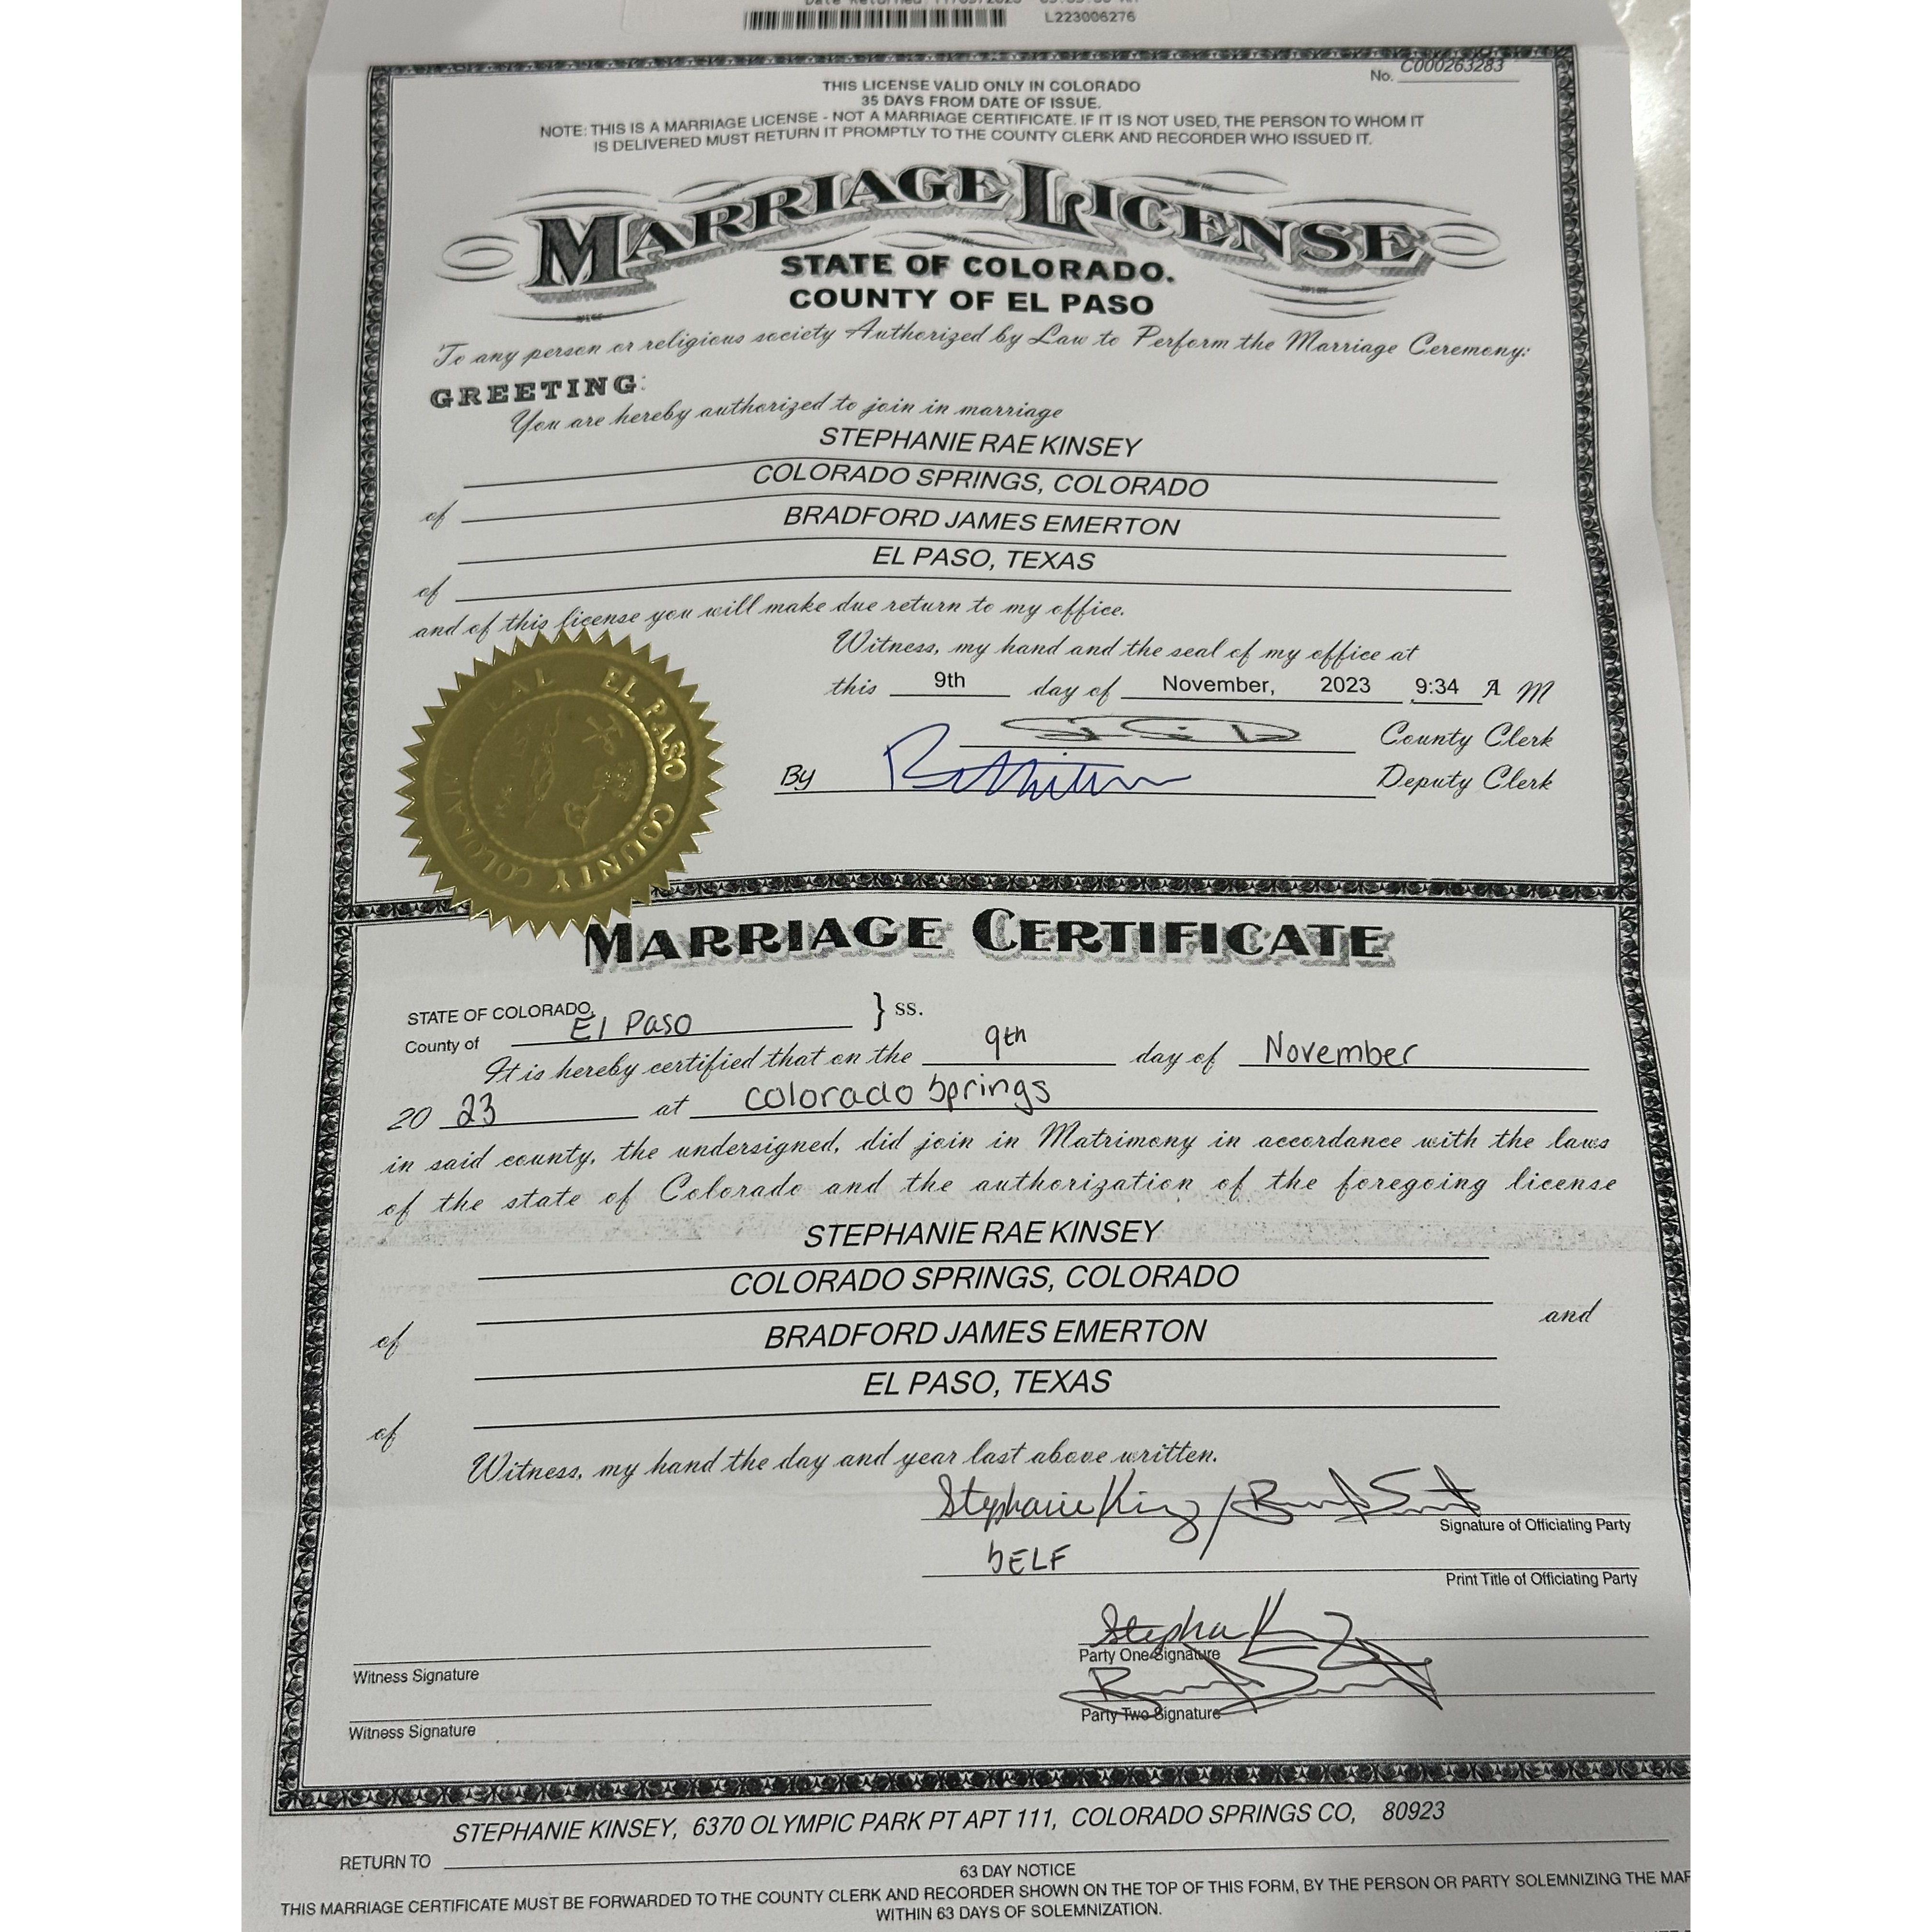 L223006276
No. C000263283
THIS LICENSE VALID ONLY IN COLORADO
35 DAYS FROM DATE OF ISSUE.
NOTE: THIS IS A MARRIAGE LICENSE - NOT A MARRIAGE CERTIFICATE. IF IT IS NOT USED, THE PERSON TO WHOM IT
IS DELIVERED MUST RETURN IT PROMPTLY TO THE COUNTY CLERK AND RECORDER WHO ISSUED IT.
MARRIAGE LICENSE
STATE OF COLORADO.
COUNTY OF EL PASO
To any person or religious society Authorized by Law to Perform the Marriage Ceremony:
GREETING:
You are hereby authorized to join in marriage
STEPHANIE RAE KINSEY
COLORADO SPRINGS, COLORADO
of
BRADFORD JAMES EMERTON
EL PASO, TEXAS
of
and of this license you will make due return to my office.
Witness, my hand and the seal of my office at
this 9th day of November, 2023 9:34 A M
County Clerk
By Deputy Clerk
EL PASO COUNTY
MARRIAGE CERTIFICATE
STATE OF COLORADO, } ss.
County of El Paso
It is hereby certified that on the 9th day of November
20 23 at Colorado Springs
in said county, the undersigned, did join in Matrimony in accordance with the laws
of the state of Colorado and the authorization of the foregoing license
STEPHANIE RAE KINSEY
COLORADO SPRINGS, COLORADO
and
of
BRADFORD JAMES EMERTON
EL PASO, TEXAS
of
Witness, my hand the day and year last above written.
Signature of Officiating Party
SELF
Print Title of Officiating Party
Witness Signature
Party One Signature
Witness Signature
Party Two Signature
STEPHANIE KINSEY, 6370 OLYMPIC PARK PT APT 111, COLORADO SPRINGS CO, 80923
RETURN TO
63 DAY NOTICE
THIS MARRIAGE CERTIFICATE MUST BE FORWARDED TO THE COUNTY CLERK AND RECORDER SHOWN ON THE TOP OF THIS FORM, BY THE PERSON OR PARTY SOLEMNIZING THE MAR
WITHIN 63 DAYS OF SOLEMNIZATION.